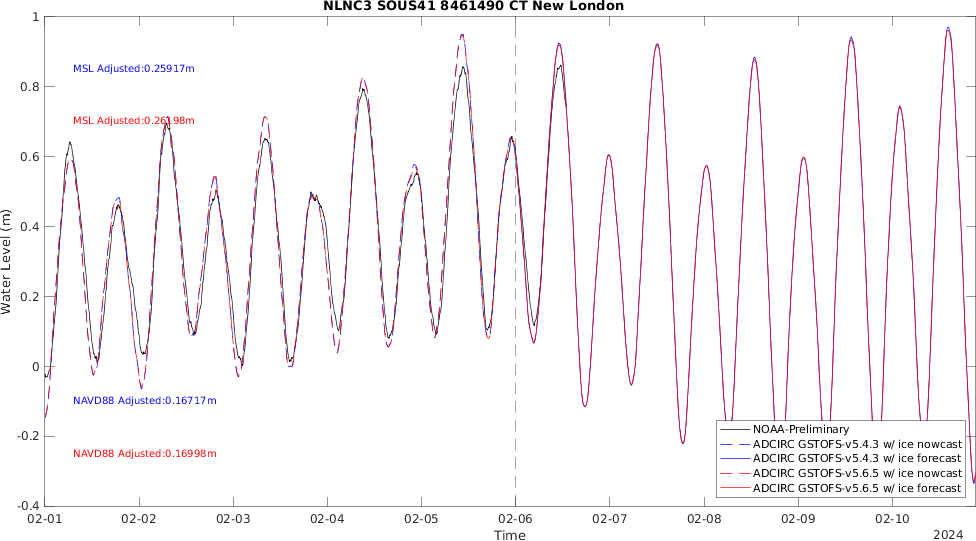 NLNC3 SOUS41 8461490 CT New London
1
0.8
0.6
0.4
0.2
0
-0.2
-0.4
Water Level (m)
MSL Adjusted:0.25917m
MSL Adjusted:0.26198m
NAVD88 Adjusted:0.16717m
NAVD88 Adjusted:0.16998m
NOAA-Preliminary
ADCIRC GSTOFS-v5.4.3 w/ ice nowcast
ADCIRC GSTOFS-v5.4.3 w/ ice forecast
ADCIRC GSTOFS-v5.6.5 w/ ice nowcast
ADCIRC GSTOFS-v5.6.5 w/ ice forecast
02-01 02-02 02-03 02-04 02-05 02-06 02-07 02-08 02-09 02-10
Time
2024